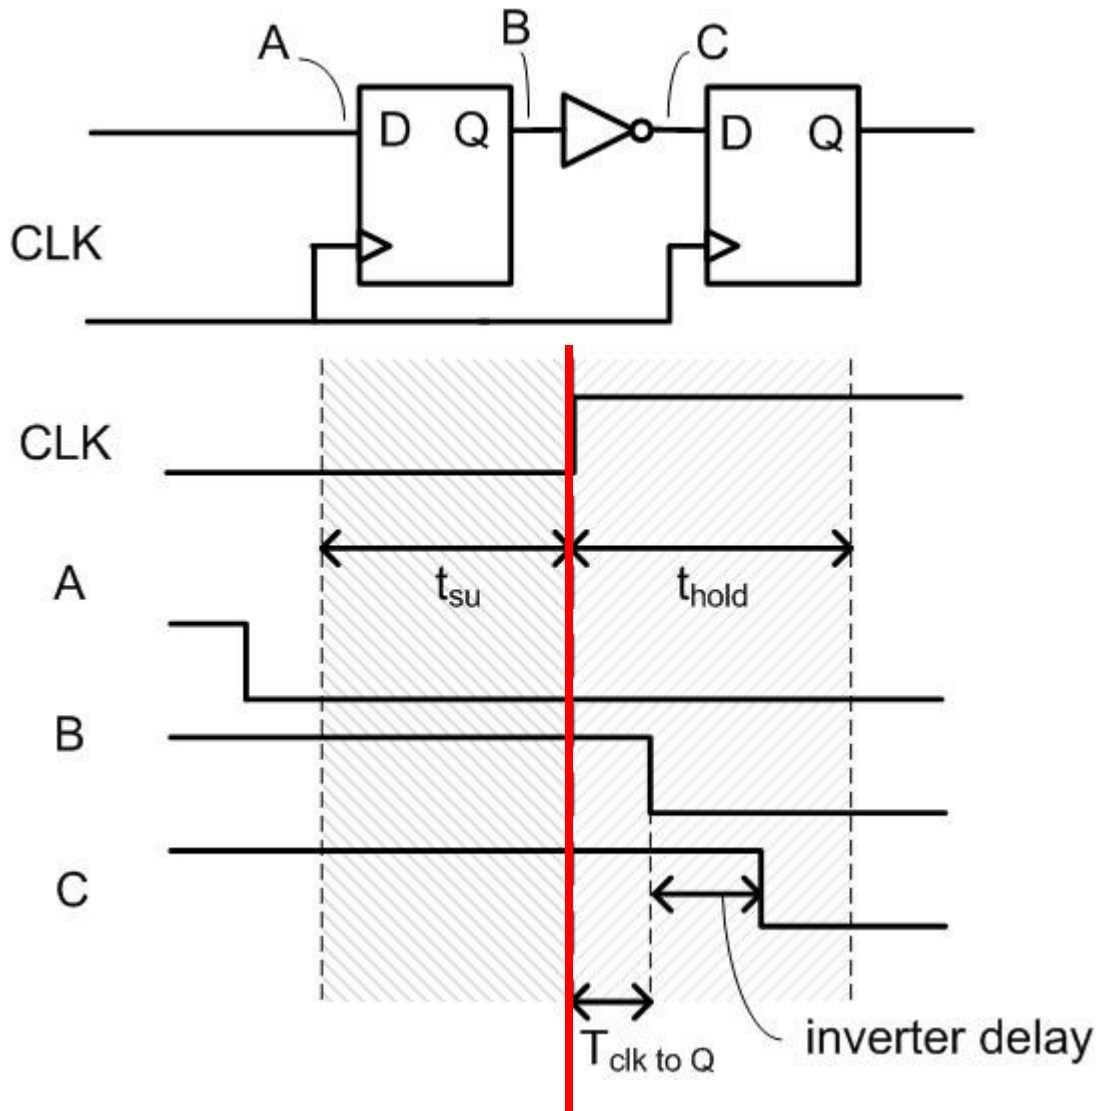 A
B
C
D Q
D Q
CLK
CLK
tsu
thold
A
B
C
Tclk to Q
inverter delay